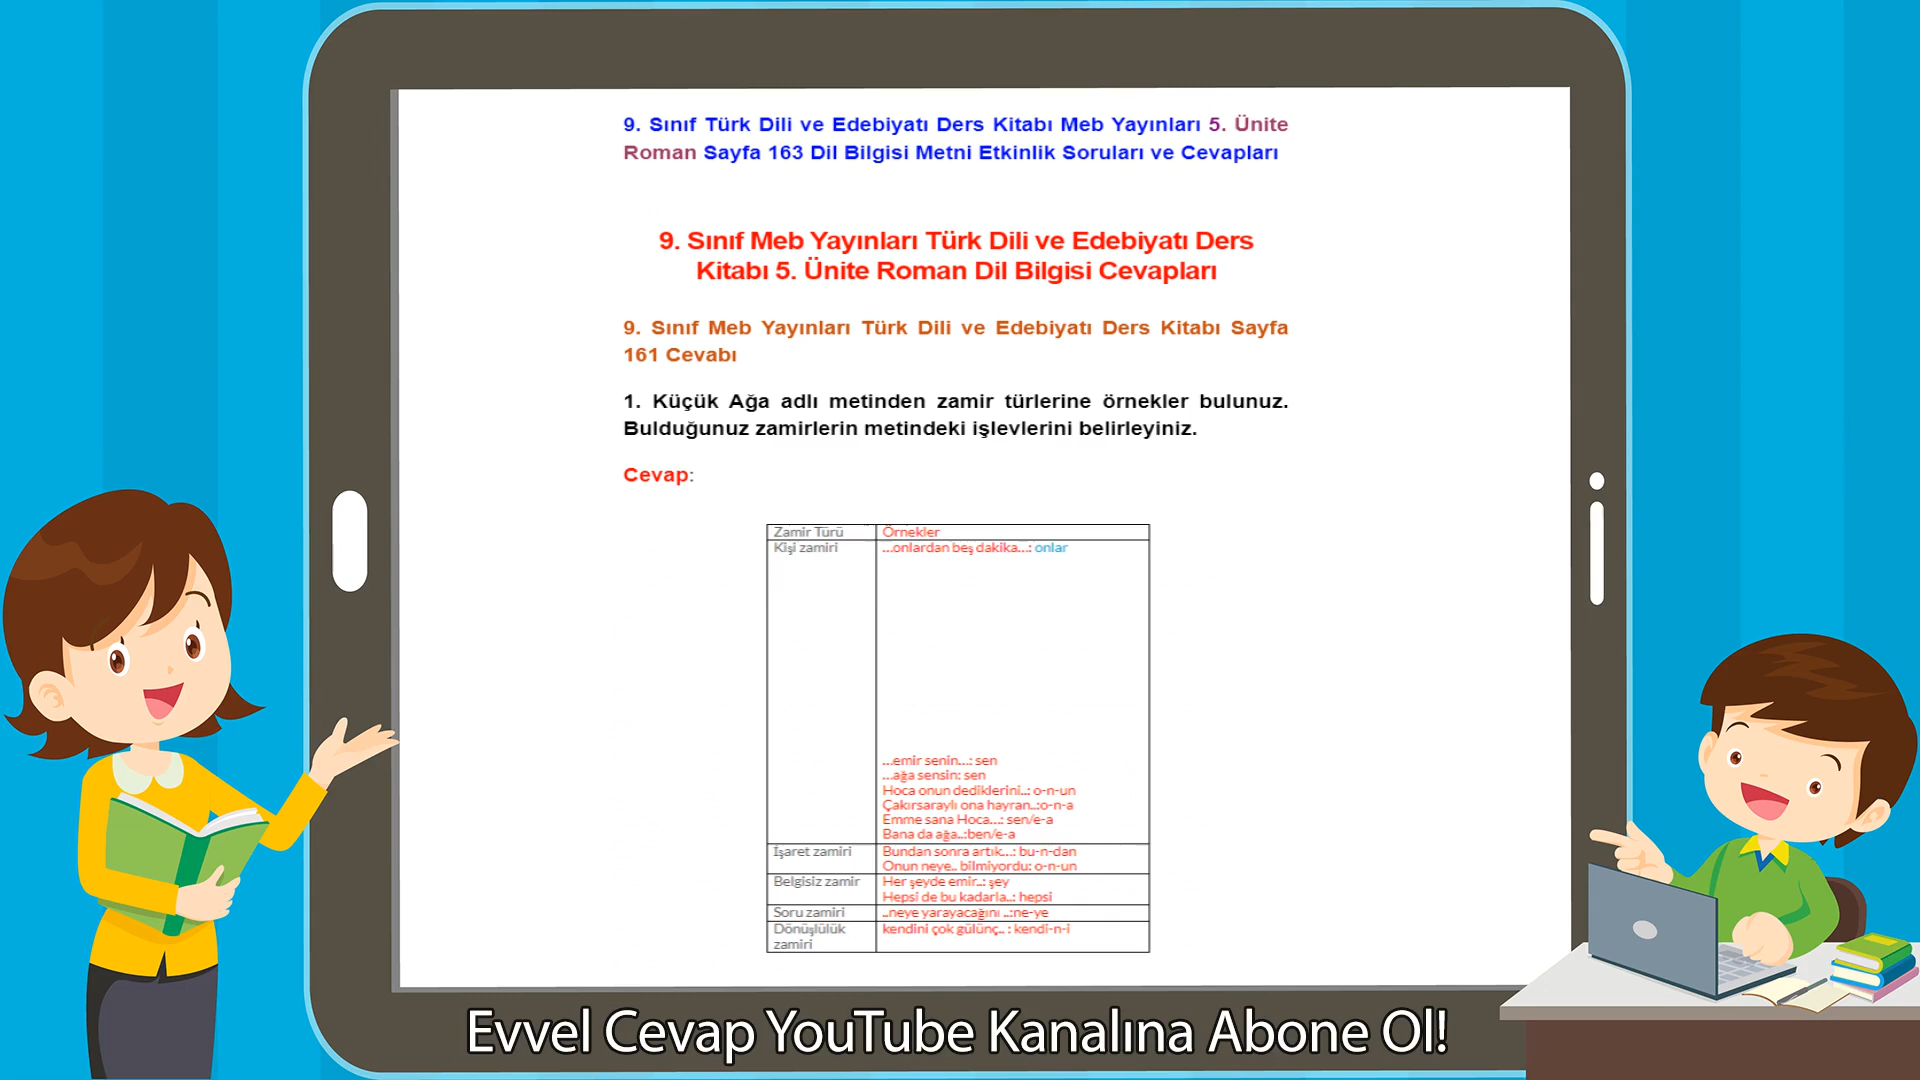 9. Sınıf Türk Dili ve Edebiyatı Ders Kitabı Meb Yayınları 5. Ünite
Roman Sayfa 163 Dil Bilgisi Metni Etkinlik Soruları ve Cevapları
9. Sınıf Meb Yayınları Türk Dili ve Edebiyatı Ders
Kitabı 5. Ünite Roman Dil Bilgisi Cevapları
9. Sınıf Meb Yayınları Türk Dili ve Edebiyatı Ders Kitabı Sayfa
161 Cevabı
1. Küçük Ağa adlı metinden zamir türlerine örnekler bulunuz.
Bulduğunuz zamirlerin metindeki işlevlerini belirleyiniz.
Cevap:
Zamir Türü Örnekler
Kişi zamiri ...onlardan beş dakika...: onlar
...emir senin...: sen
...ağa sensin: sen
Hoca onun dediklerini..: o-n-un
Çakırsaraylı ona hayran..:o-n-a
Emme sana Hoca...: sen/e-a
Bana da ağa..:ben/e-a
İşaret zamiri Bundan sonra artık...: bu-n-dan
Onun neye.. bilmiyordu: o-n-un
Belgisiz zamir Her şeyde emir..: şey
Hepsi de bu kadarla..: hepsi
Soru zamiri ..neye yarayacağını ..:ne-ye
Dönüşlülük kendini çok gülünç.. : kendi-n-i
zamiri
Evvel Cevap YouTube Kanalına Abone Ol!